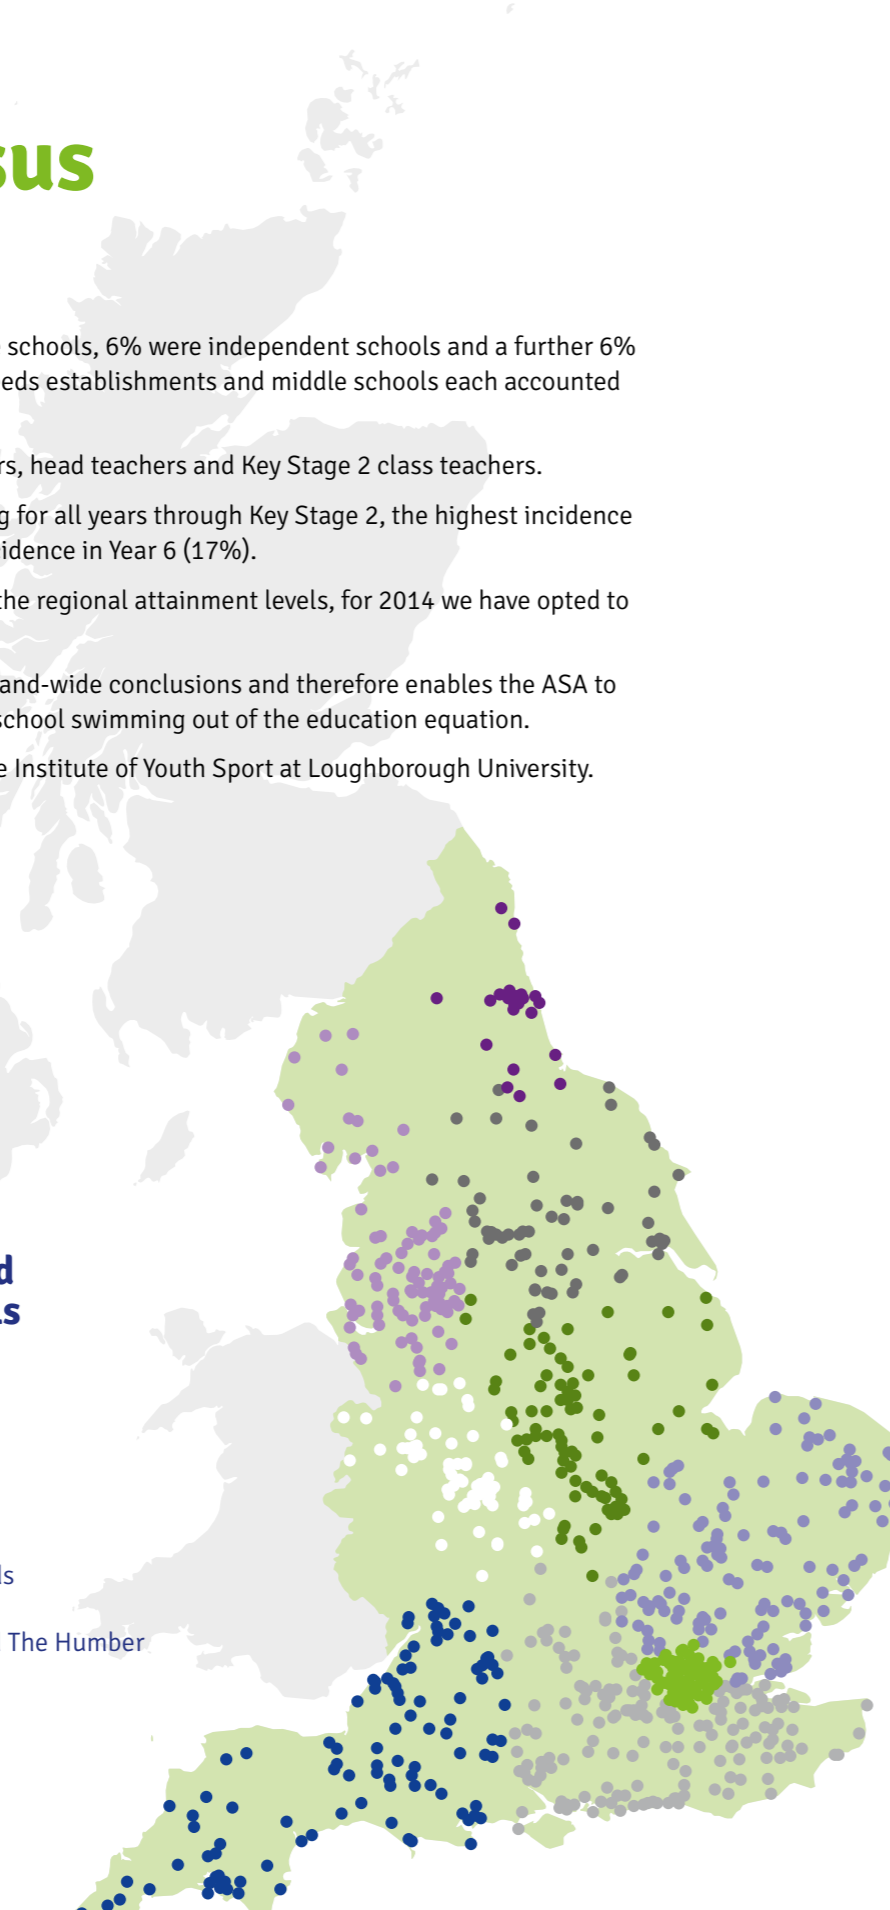 sus
schools, 6% were independent schools and a further 6%
eds establishments and middle schools each accounted
rs, head teachers and Key Stage 2 class teachers.
g for all years through Key Stage 2, the highest incidence
idence in Year 6 (17%).
the regional attainment levels, for 2014 we have opted to
and-wide conclusions and therefore enables the ASA to
school swimming out of the education equation.
e Institute of Youth Sport at Loughborough University.
d
s
ds
The Humber